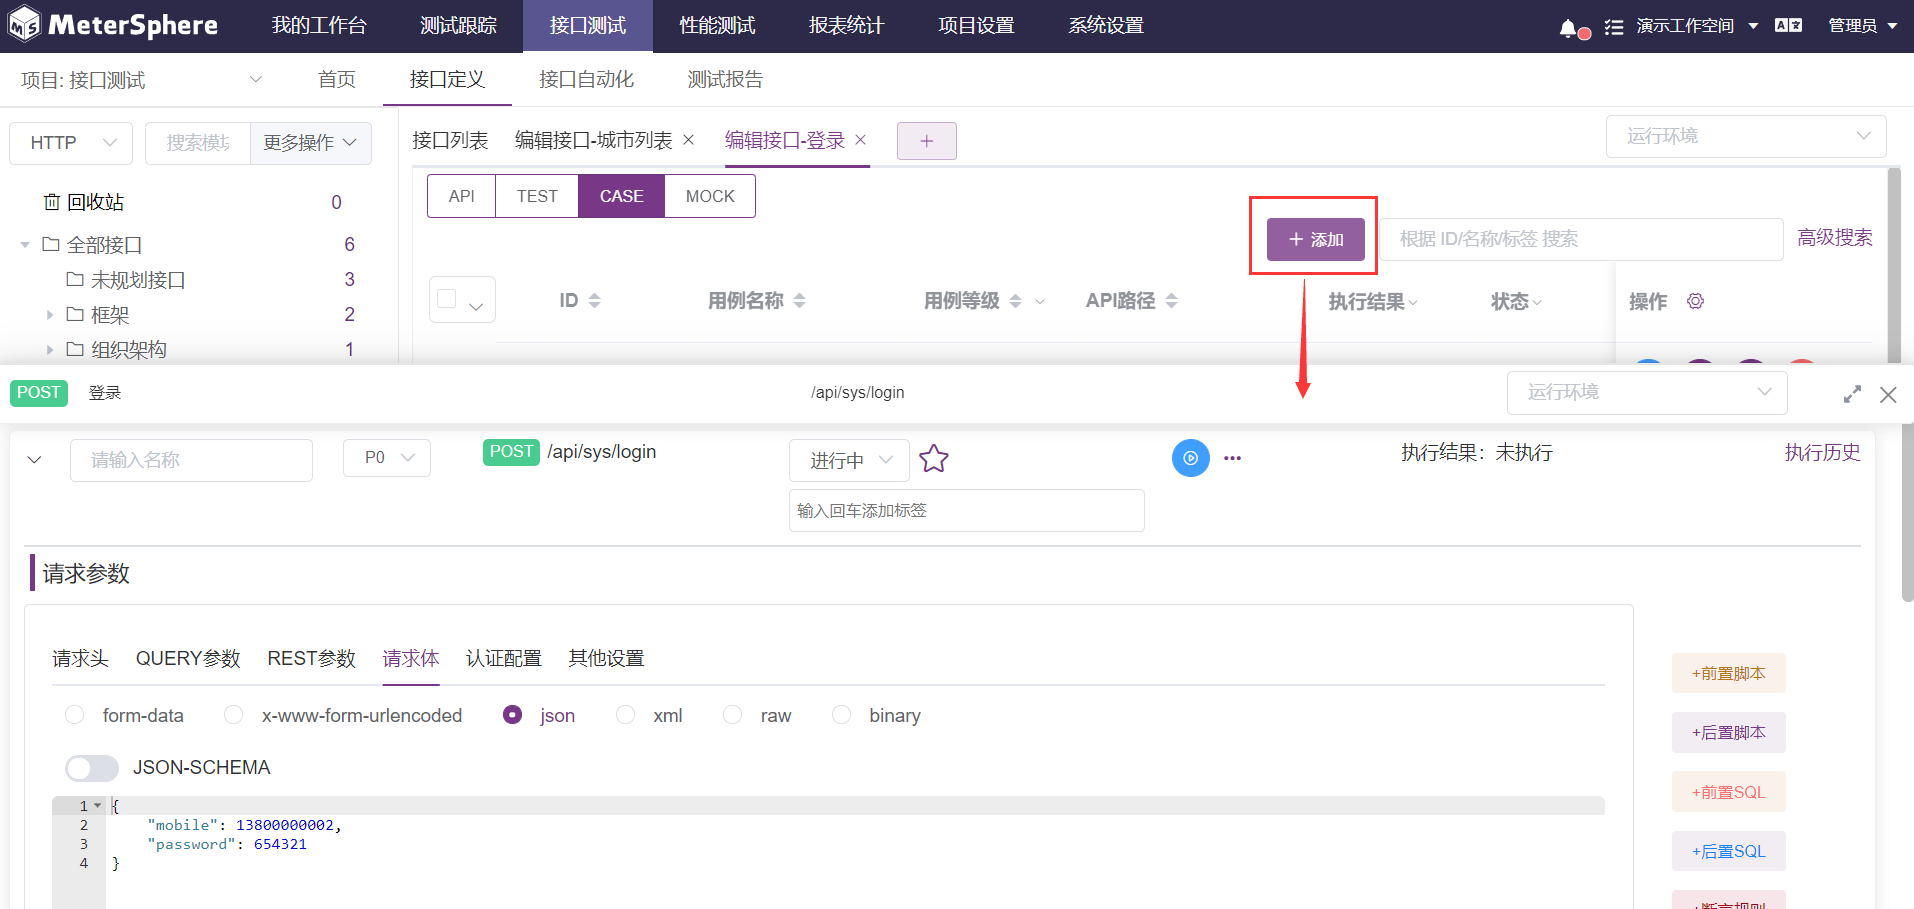 MeterSphere 我的工作台 测试跟踪 接口测试 性能测试 报表统计 项目设置 系统设置 演示工作空间 管理员
项目: 接口测试 首页 接口定义 接口自动化 测试报告
HTTP 搜索模块 更多操作
回收站 0
全部接口 6
未规划接口 3
框架 2
组织架构 1
接口列表 编辑接口-城市列表 编辑接口-登录 + 运行环境
API TEST CASE MOCK
+ 添加 根据 ID/名称/标签 搜索 高级搜索
ID 用例名称 用例等级 API路径 执行结果 状态 操作
POST 登录 /api/sys/login 运行环境
请输入名称 P0 POST /api/sys/login 进行中 执行结果：未执行 执行历史
输入回车添加标签
请求参数
请求头 QUERY参数 REST参数 请求体 认证配置 其他设置
form-data x-www-form-urlencoded json xml raw binary
JSON-SCHEMA
1 {
2 "mobile": 13800000002,
3 "password": 654321
4 }
+前置脚本
+后置脚本
+前置SQL
+后置SQL
+断言规则